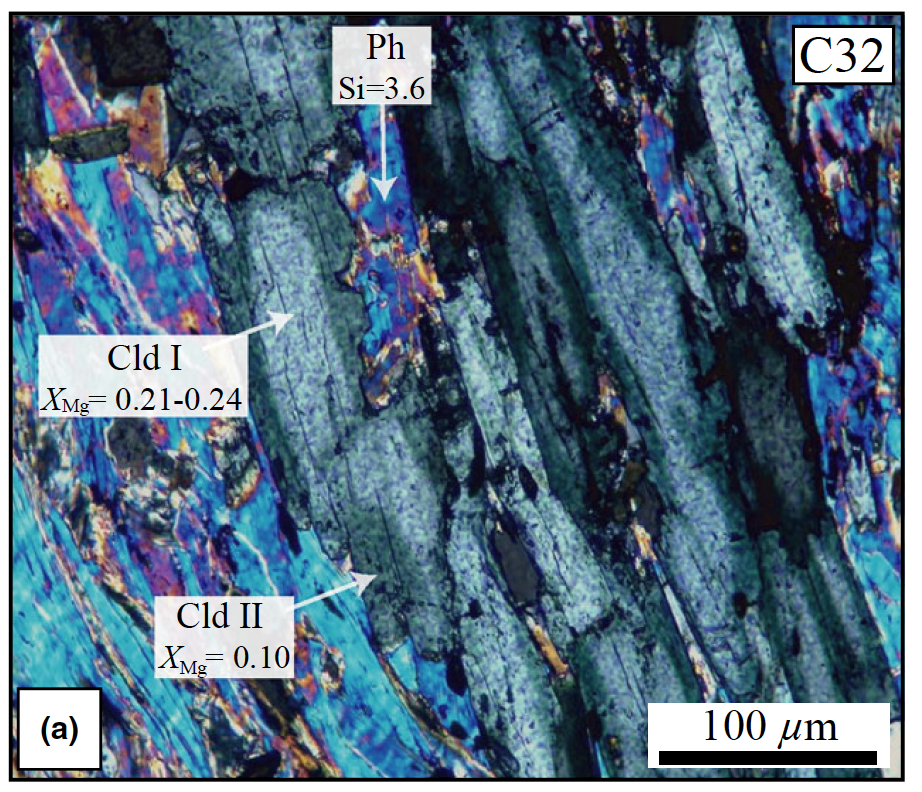 Ph
Si=3.6
C32
Cld I
XMg= 0.21-0.24
Cld II
XMg= 0.10
(a)
100 µm